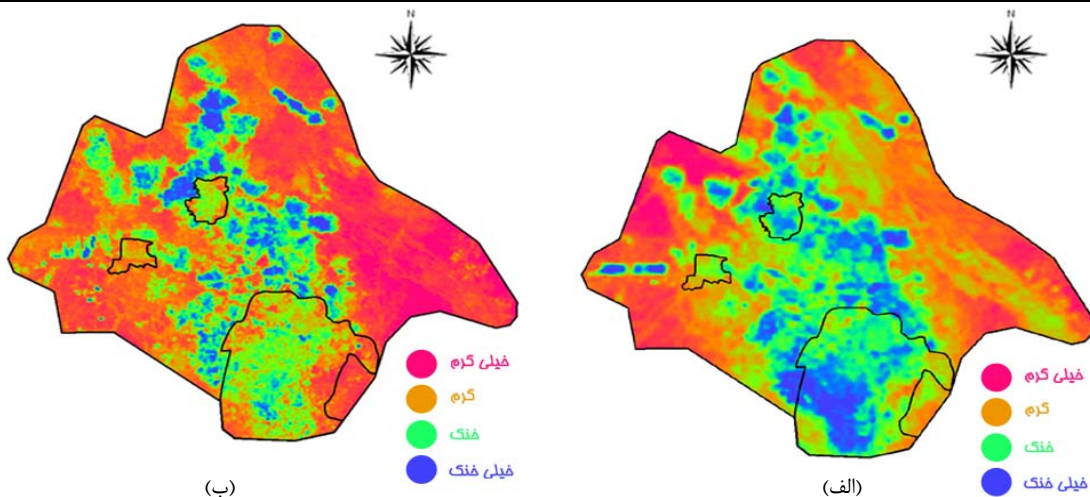 N
N
خیلی گرم
گرم
خنک
خیلی خنک
(الف)
خیلی گرم
گرم
خنک
خیلی خنک
(ب)